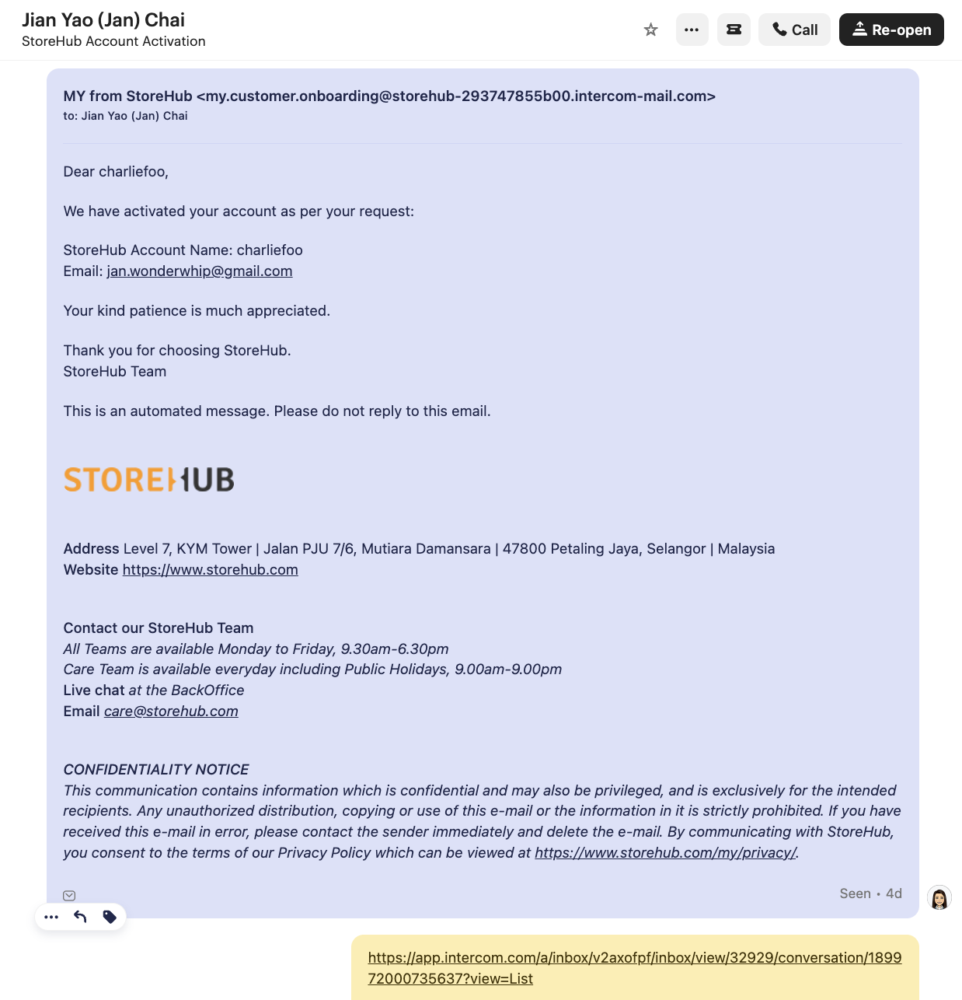 Jian Yao (Jan) Chai
StoreHub Account Activation
Call
Re-open
MY from StoreHub <my.customer.onboarding@storehub-293747855b00.intercom-mail.com>
to: Jian Yao (Jan) Chai
Dear charliefoo,
We have activated your account as per your request:
StoreHub Account Name: charliefoo
Email: jan.wonderwhip@gmail.com
Your kind patience is much appreciated.
Thank you for choosing StoreHub.
StoreHub Team
This is an automated message. Please do not reply to this email.
STOREHUB
Address Level 7, KYM Tower | Jalan PJU 7/6, Mutiara Damansara | 47800 Petaling Jaya, Selangor | Malaysia
Website https://www.storehub.com
Contact our StoreHub Team
All Teams are available Monday to Friday, 9.30am-6.30pm
Care Team is available everyday including Public Holidays, 9.00am-9.00pm
Live chat at the BackOffice
Email care@storehub.com
CONFIDENTIALITY NOTICE
This communication contains information which is confidential and may also be privileged, and is exclusively for the intended
recipients. Any unauthorized distribution, copying or use of this e-mail or the information in it is strictly prohibited. If you have
received this e-mail in error, please contact the sender immediately and delete the e-mail. By communicating with StoreHub,
you consent to the terms of our Privacy Policy which can be viewed at https://www.storehub.com/my/privacy/.
Seen • 4d
https://app.intercom.com/a/inbox/v2axofpf/inbox/view/32929/conversation/1899
72000735637?view=List